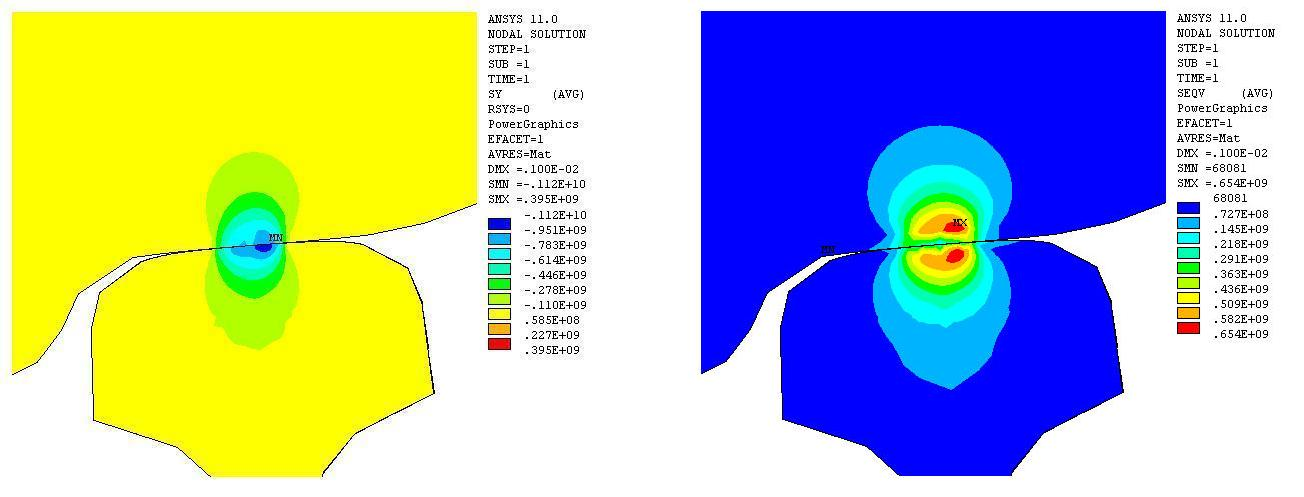 ANSYS 11.0
NODAL SOLUTION
STEP=1
SUB =1
TIME=1
SY (AVG)
RSYS=0
PowerGraphics
EFACET=1
AVRES=Mat
DMX =.100E-02
SMN =-.112E+10
SMX =.395E+09
-.112E+10
-.951E+09
-.783E+09
-.614E+09
-.446E+09
-.278E+09
-.110E+09
.585E+08
.227E+09
.395E+09
MN
ANSYS 11.0
NODAL SOLUTION
STEP=1
SUB =1
TIME=1
SEQV (AVG)
PowerGraphics
EFACET=1
AVRES=Mat
DMX =.100E-02
SMN =68081
SMX =.654E+09
68081
.727E+08
.145E+09
.218E+09
.291E+09
.363E+09
.436E+09
.509E+09
.582E+09
.654E+09
MX
MN